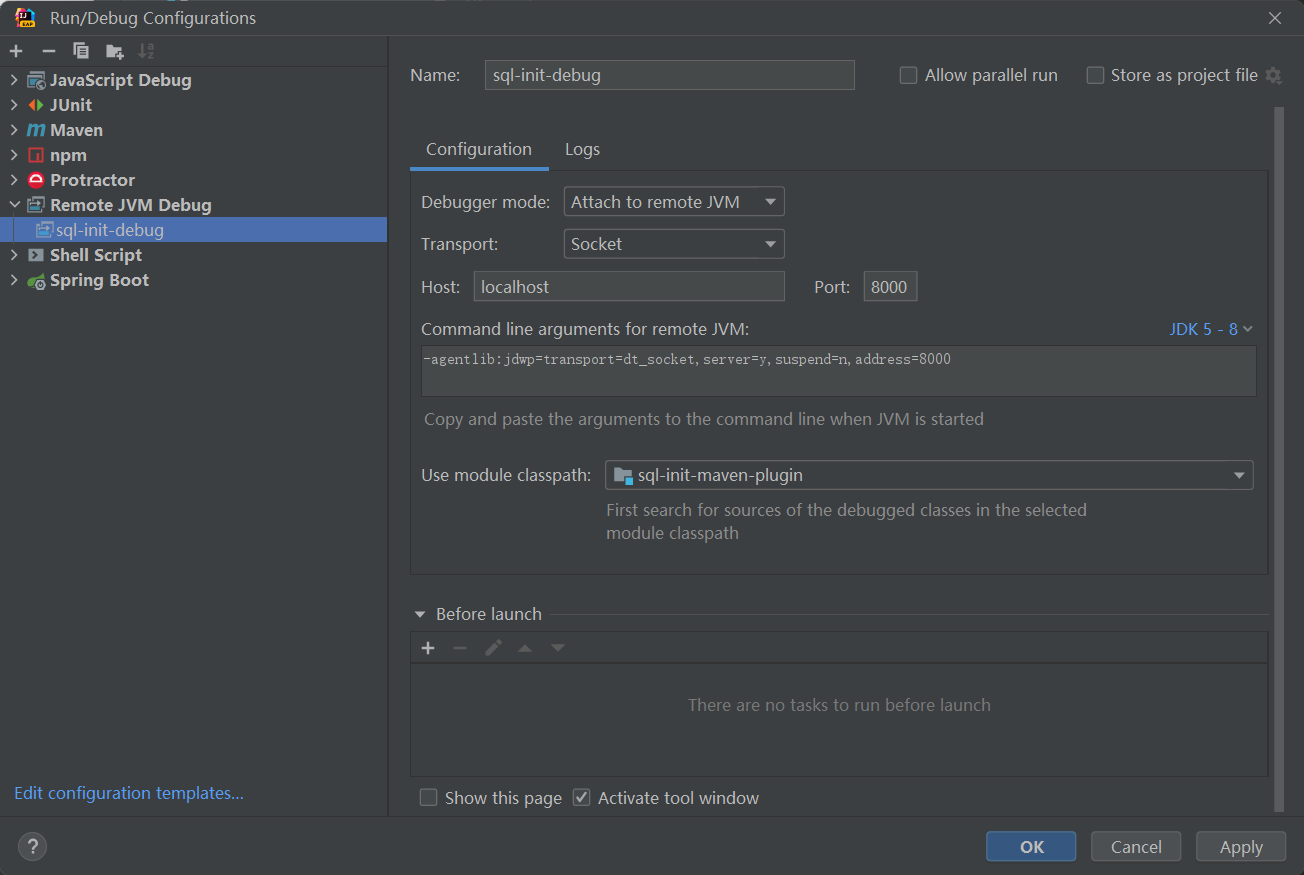 Run/Debug Configurations
JavaScript Debug
JUnit
Maven
npm
Protractor
Remote JVM Debug
sql-init-debug
Shell Script
Spring Boot
Edit configuration templates...
Name: sql-init-debug Allow parallel run Store as project file
Configuration Logs
Debugger mode: Attach to remote JVM
Transport: Socket
Host: localhost Port: 8000
Command line arguments for remote JVM: JDK 5 - 8
-agentlib:jdwp=transport=dt_socket,server=y,suspend=n,address=8000
Copy and paste the arguments to the command line when JVM is started
Use module classpath: sql-init-maven-plugin
First search for sources of the debugged classes in the selected
module classpath
Before launch
There are no tasks to run before launch
Show this page Activate tool window
? OK Cancel Apply